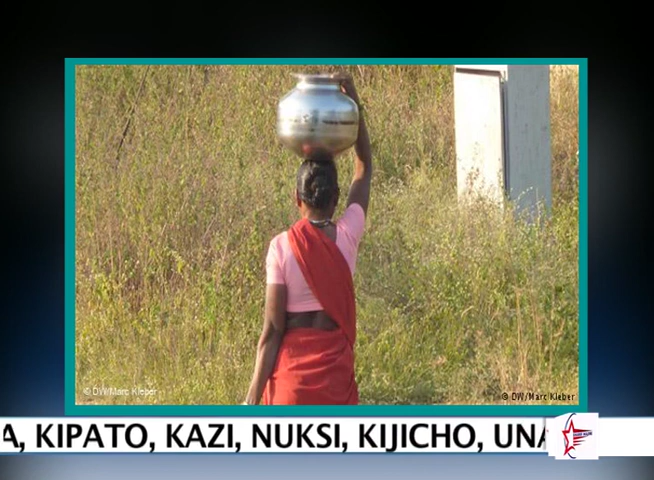 © DW/Marc Kleber
© DW/Marc Kleber
A, KIPATO, KAZI, NUKSI, KIJICHO, UNA